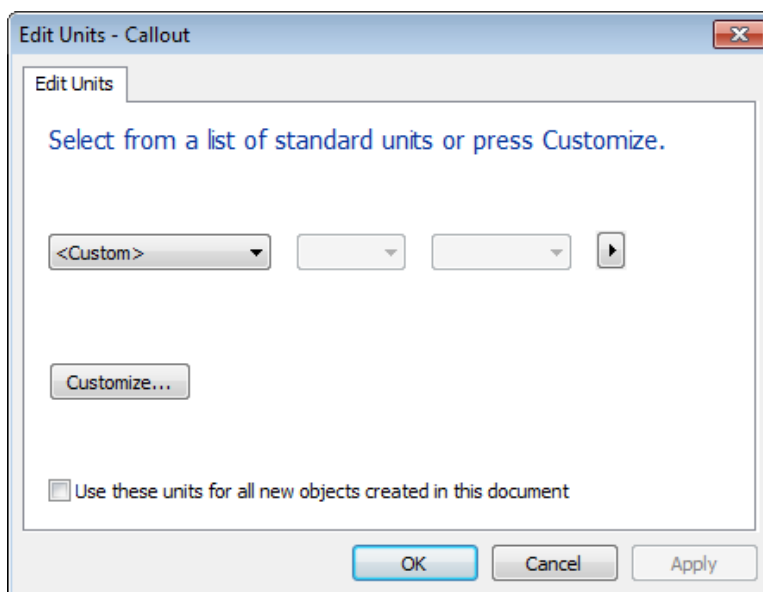 Edit Units - Callout
Edit Units
Select from a list of standard units or press Customize.
<Custom>
Customize...
Use these units for all new objects created in this document
OK Cancel Apply